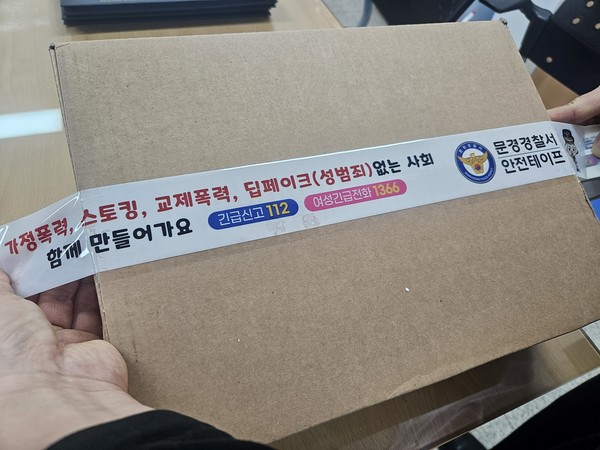 가정폭력, 스토킹, 교제폭력, 딥페이크(성범죄)없는 사회
함께 만들어가요 긴급신고 112 여성긴급전화 1366
문경경찰서
안전테이프